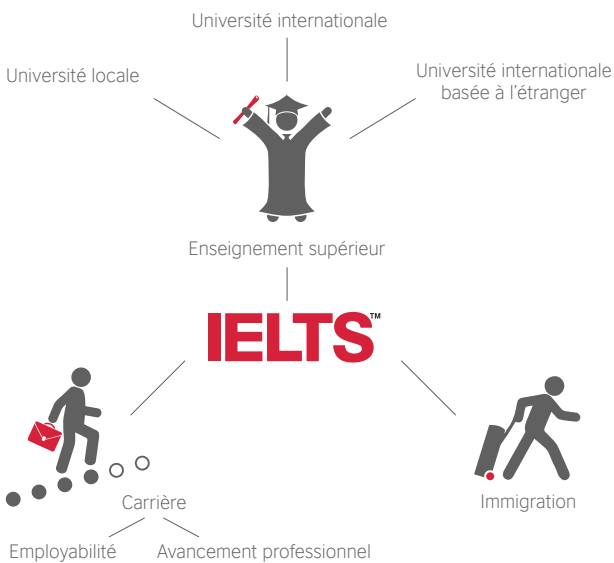 Université internationale
Université locale
Université internationale
basée à l'étranger
Enseignement supérieur
IELTS™
Carrière
Immigration
Employabilité
Avancement professionnel